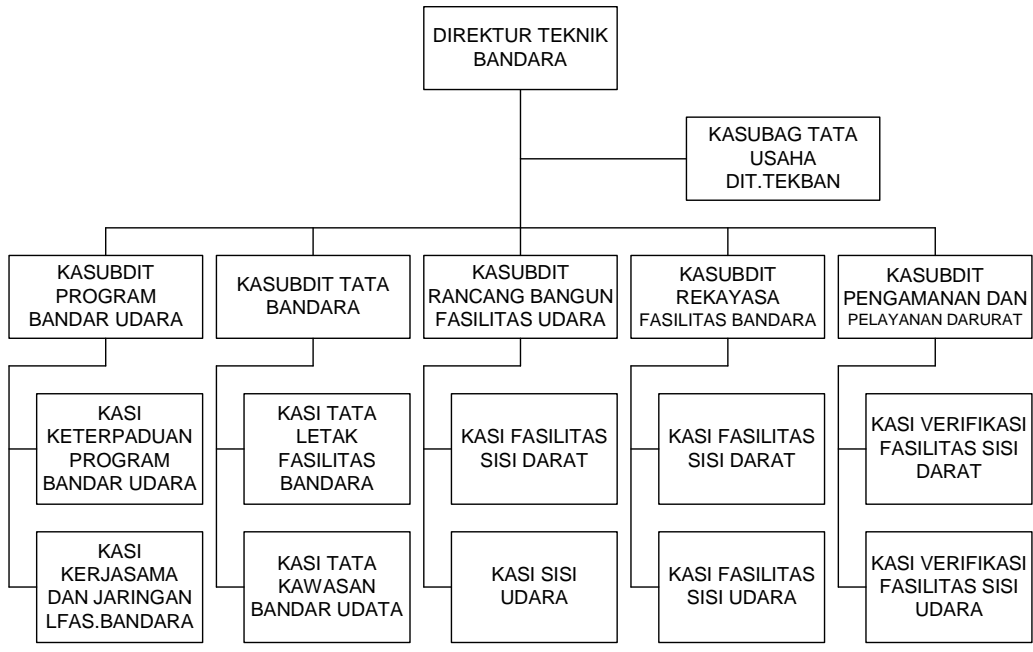 DIREKTUR TEKNIK
BANDARA
KASUBAG TATA
USAHA
DIT.TEKBAN
KASUBDIT
PROGRAM
BANDAR UDARA
KASUBDIT TATA
BANDARA
KASUBDIT
RANCANG BANGUN
FASILITAS UDARA
KASUBDIT
REKAYASA
FASILITAS BANDARA
KASUBDIT
PENGAMANAN DAN
PELAYANAN DARURAT
KASI
KETERPADUAN
PROGRAM
BANDAR UDARA
KASI TATA
LETAK
FASILITAS
BANDARA
KASI FASILITAS
SISI DARAT
KASI FASILITAS
SISI DARAT
KASI VERIFIKASI
FASILITAS SISI
DARAT
KASI
KERJASAMA
DAN JARINGAN
LFAS.BANDARA
KASI TATA
KAWASAN
BANDAR UDATA
KASI SISI
UDARA
KASI FASILITAS
SISI UDARA
KASI VERIFIKASI
FASILITAS SISI
UDARA